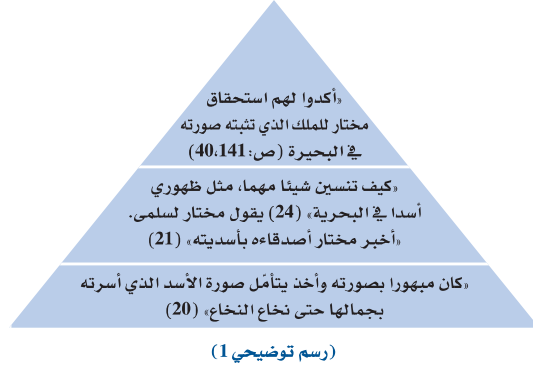 «أكدوا لهم استحقاق
مختار للملك الذي تثبته صورته
في البحيرة (ص: 40،141)
«كيف تنسين شيئا مهما، مثل ظهوري
أسدا في البحرية» (24) يقول مختار لسلمى.
«أخبر مختار أصدقاءه بأسديته» (21)
«كان مبهورا بصورته وأخذ يتأمّل صورة الأسد الذي أسرته
بجمالها حتى نخاع النخاع» (20)
(رسم توضيحي 1)